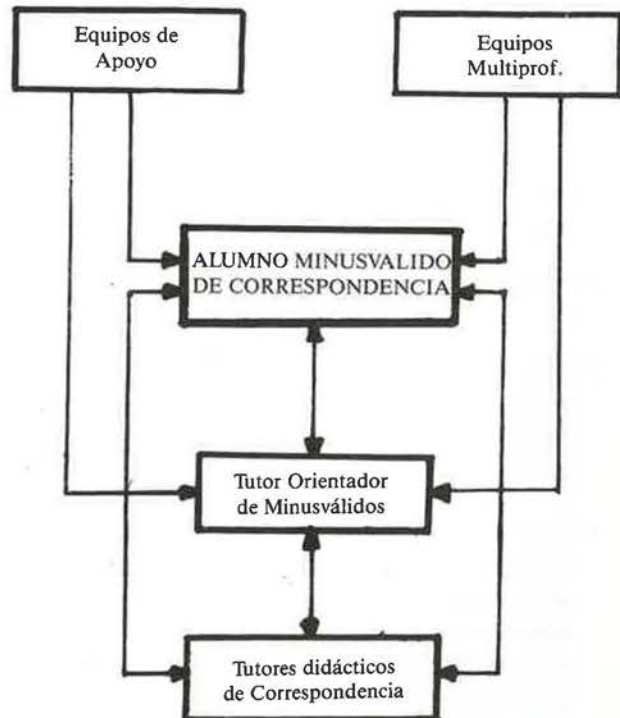 Equipos de
Apoyo
Equipos
Multiprof.
ALUMNO MINUSVALIDO
DE CORRESPONDENCIA
Tutor Orientador
de Minusválidos
Tutores didácticos
de Correspondencia